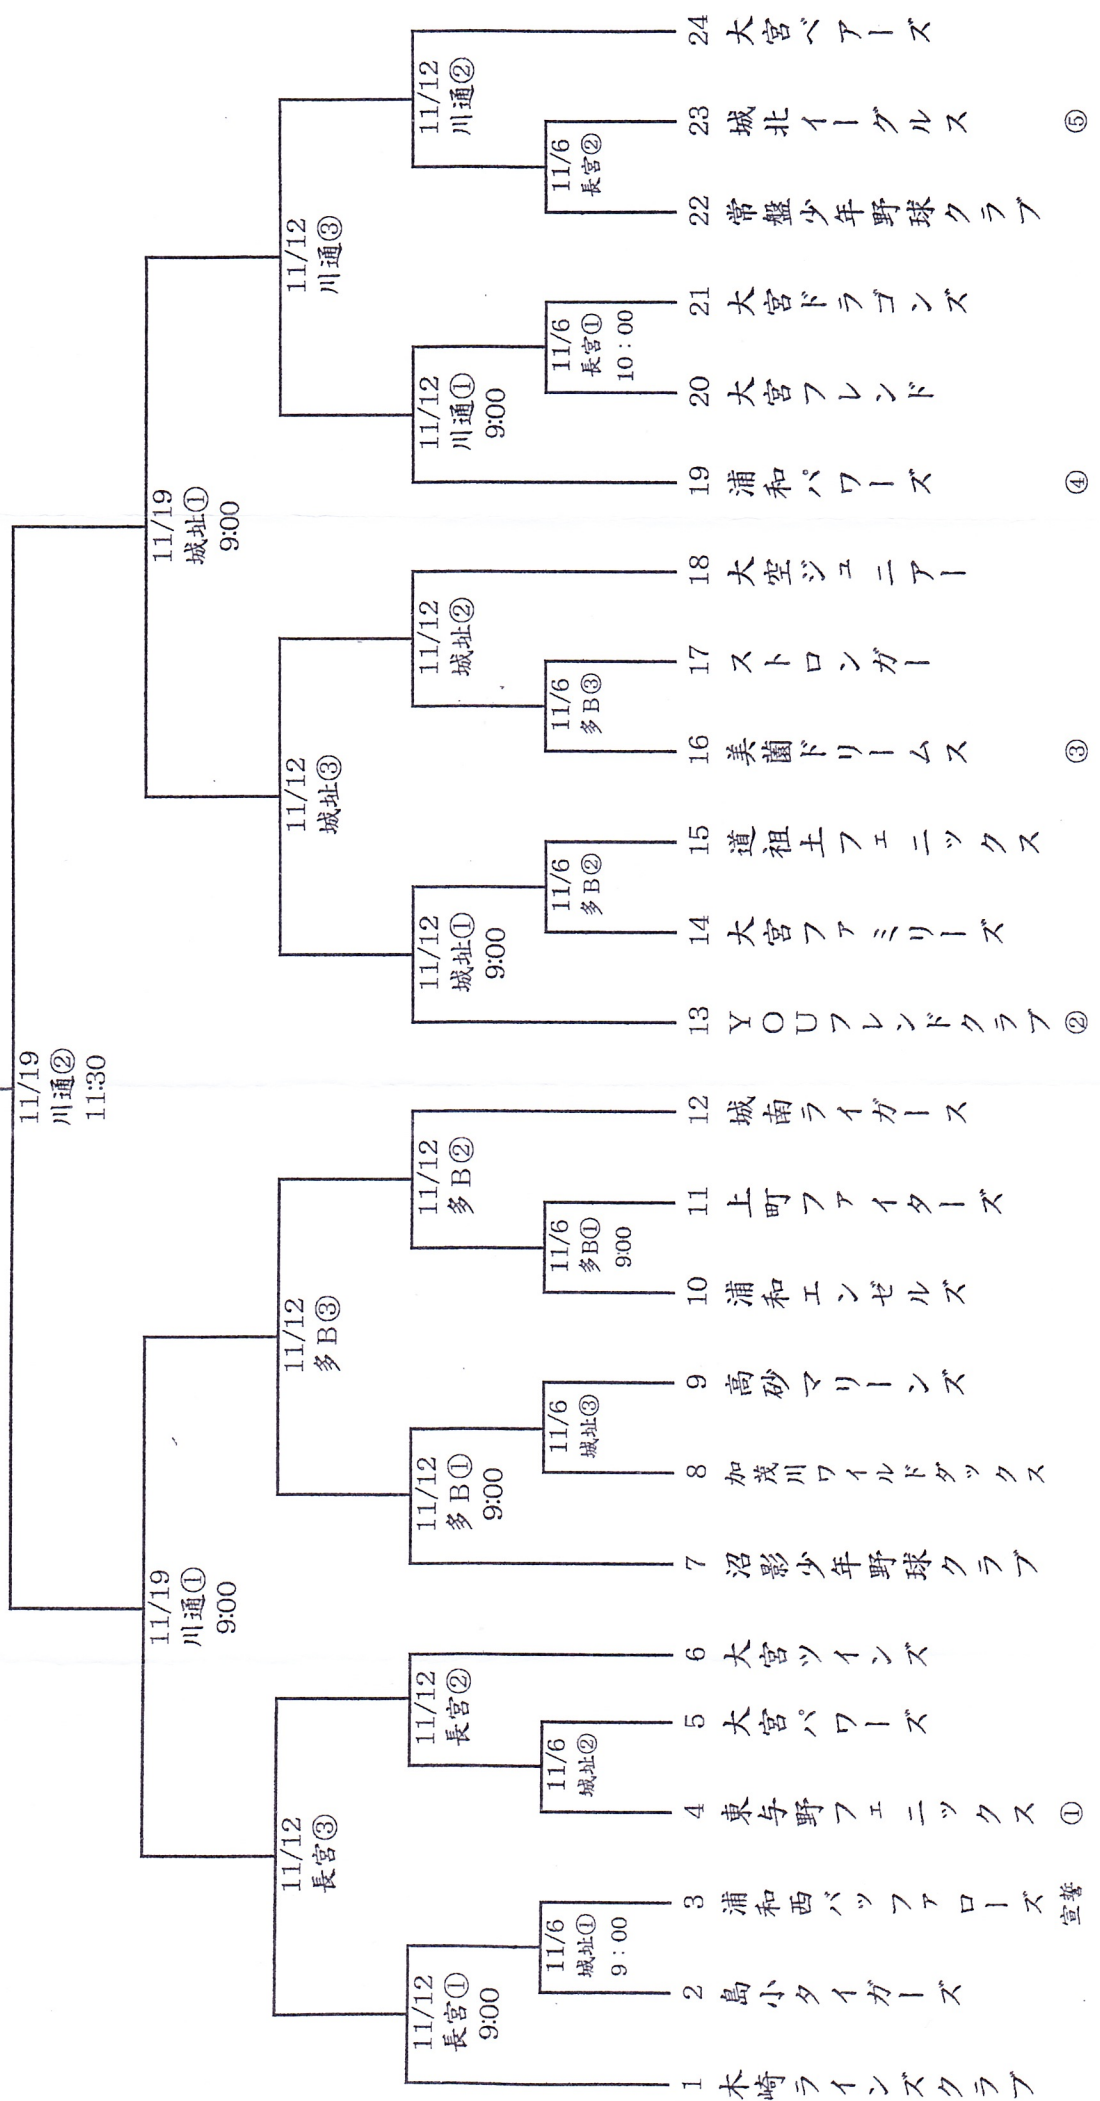 11/19
川通②
11:30
11/19
川通①
9:00
11/19
城址①
9:00
11/12
長宮③
11/12
多B③
11/12
城址③
11/12
川通③
11/12
長宮①
9:00
11/12
長宮②
11/12
多B①
9:00
11/12
多B②
11/12
城址①
9:00
11/12
城址②
11/12
川通①
9:00
11/12
川通②
11/6
城址①
9:00
11/6
城址②
11/6
城址③
11/6
多B①
9:00
11/6
多B②
11/6
多B③
11/6
長宮①
10:00
11/6
長宮②
1 木崎ラインズクラブ
2 島小タイガーズ
3 浦和西バッファローズ 宣誓
4 東与野フェニックス ①
5 大宮パワーズ
6 大宮ツインズ
7 沼影少年野球クラブ
8 加茂川ワイルドダックス
9 高砂マリーンズ
10 浦和エンゼルズ
11 上町ファイターズ
12 城南ライガース
13 YOUフレンドクラブ ②
14 大宮ファミリーズ
15 道祖土フェニックス
16 美薗ドリームス ③
17 ストロンガー
18 大空ジュニアー
19 浦和パワーズ ④
20 大宮フレンド
21 大宮ドラゴンズ
22 常盤少年野球クラブ
23 城北イーグルス ⑤
24 大宮ベアーズ